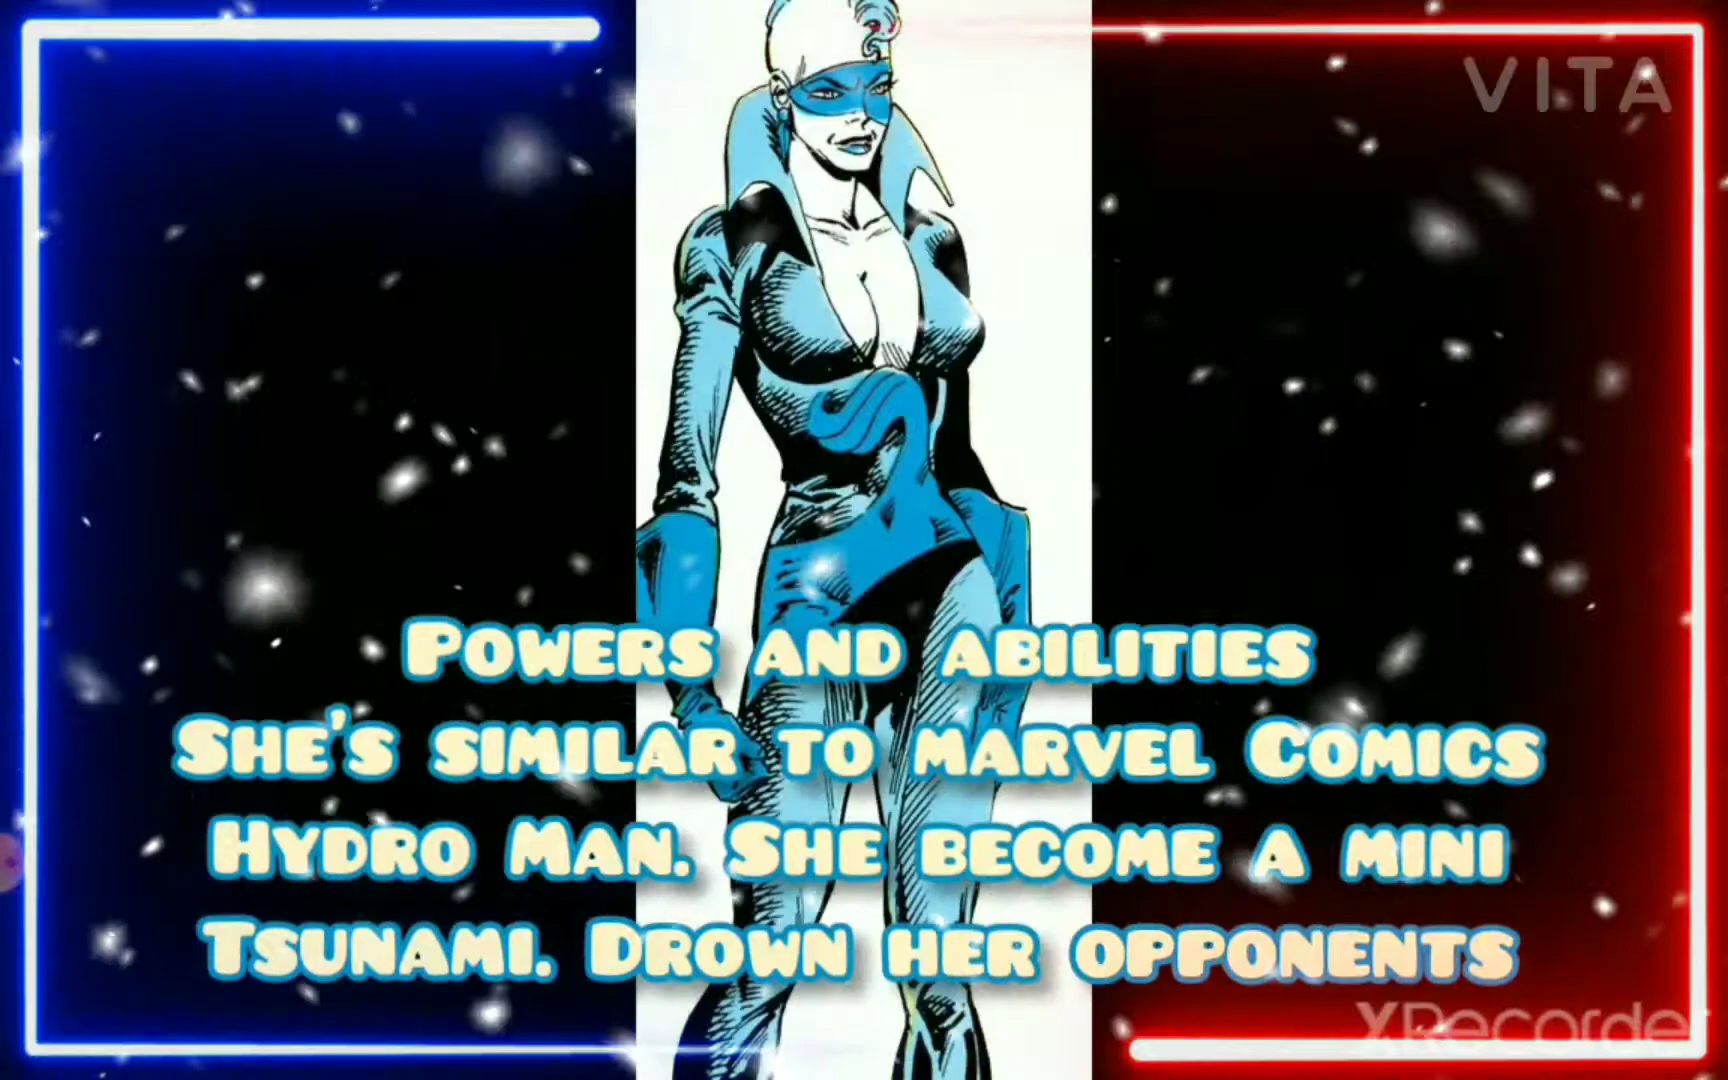 VITA
Powers and abilities
She's similar to marvel Comics
Hydro Man. She become a mini
Tsunami. Drown her opponents
XRecorder